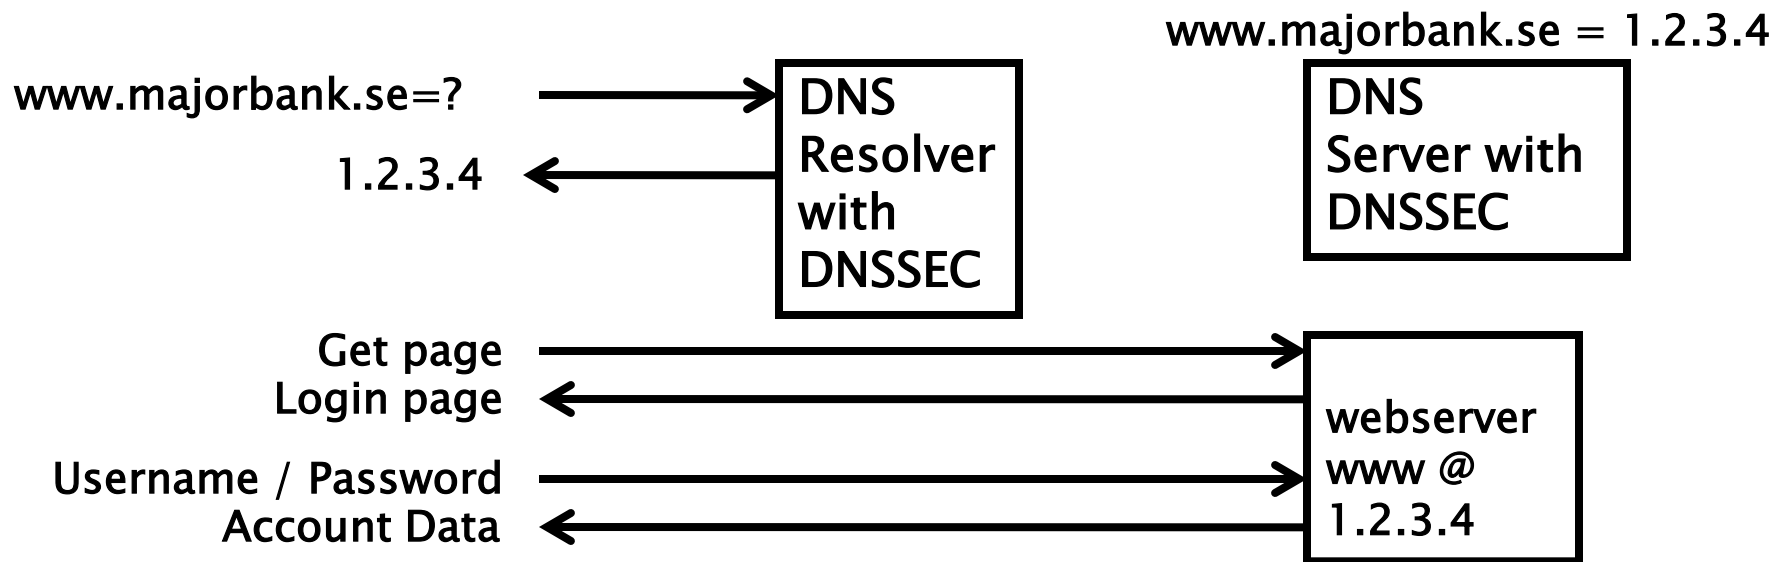 www.majorbank.se = 1.2.3.4
www.majorbank.se=?
1.2.3.4
DNS
Resolver
with
DNSSEC
DNS
Server with
DNSSEC
Get page
Login page
Username / Password
Account Data
webserver
www @
1.2.3.4